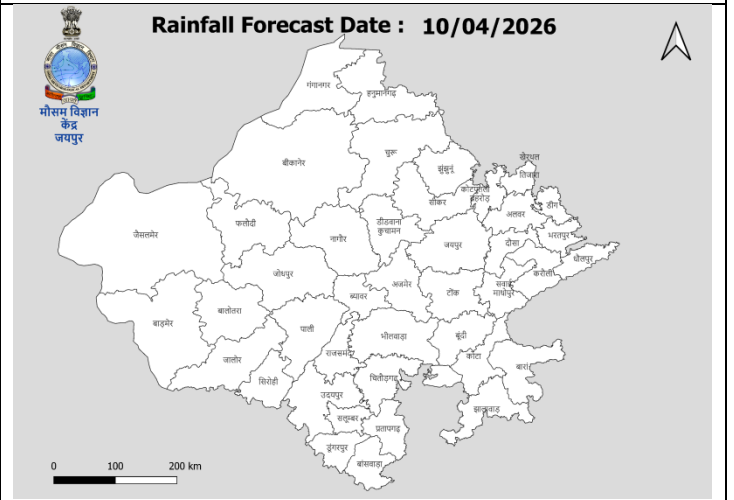 Rainfall Forecast Date : 10/04/2026
मौसम विज्ञान
केंद्र
जयपुर
गंगानगर
हनुमानगढ़
बीकानेर
चुरू
झुंझुनूं
खैरथल
तिजारा
कोटपूतली
बहरोड़
सीकर
अलवर
डीग
जैसलमेर
फलौदी
नागौर
डीडवाना
कुचामन
जयपुर
दौसा
भरतपुर
धौलपुर
करौली
जोधपुर
सवाई
माधोपुर
बाड़मेर
बालोतरा
पाली
ब्यावर
अजमेर
टोंक
भीलवाड़ा
बूंदी
कोटा
बारां
जालोर
सिरोही
राजसमंद
चित्तौड़गढ़
उदयपुर
झालावाड़
सलूम्बर
प्रतापगढ़
डूंगरपुर
बांसवाड़ा
0 100 200 km